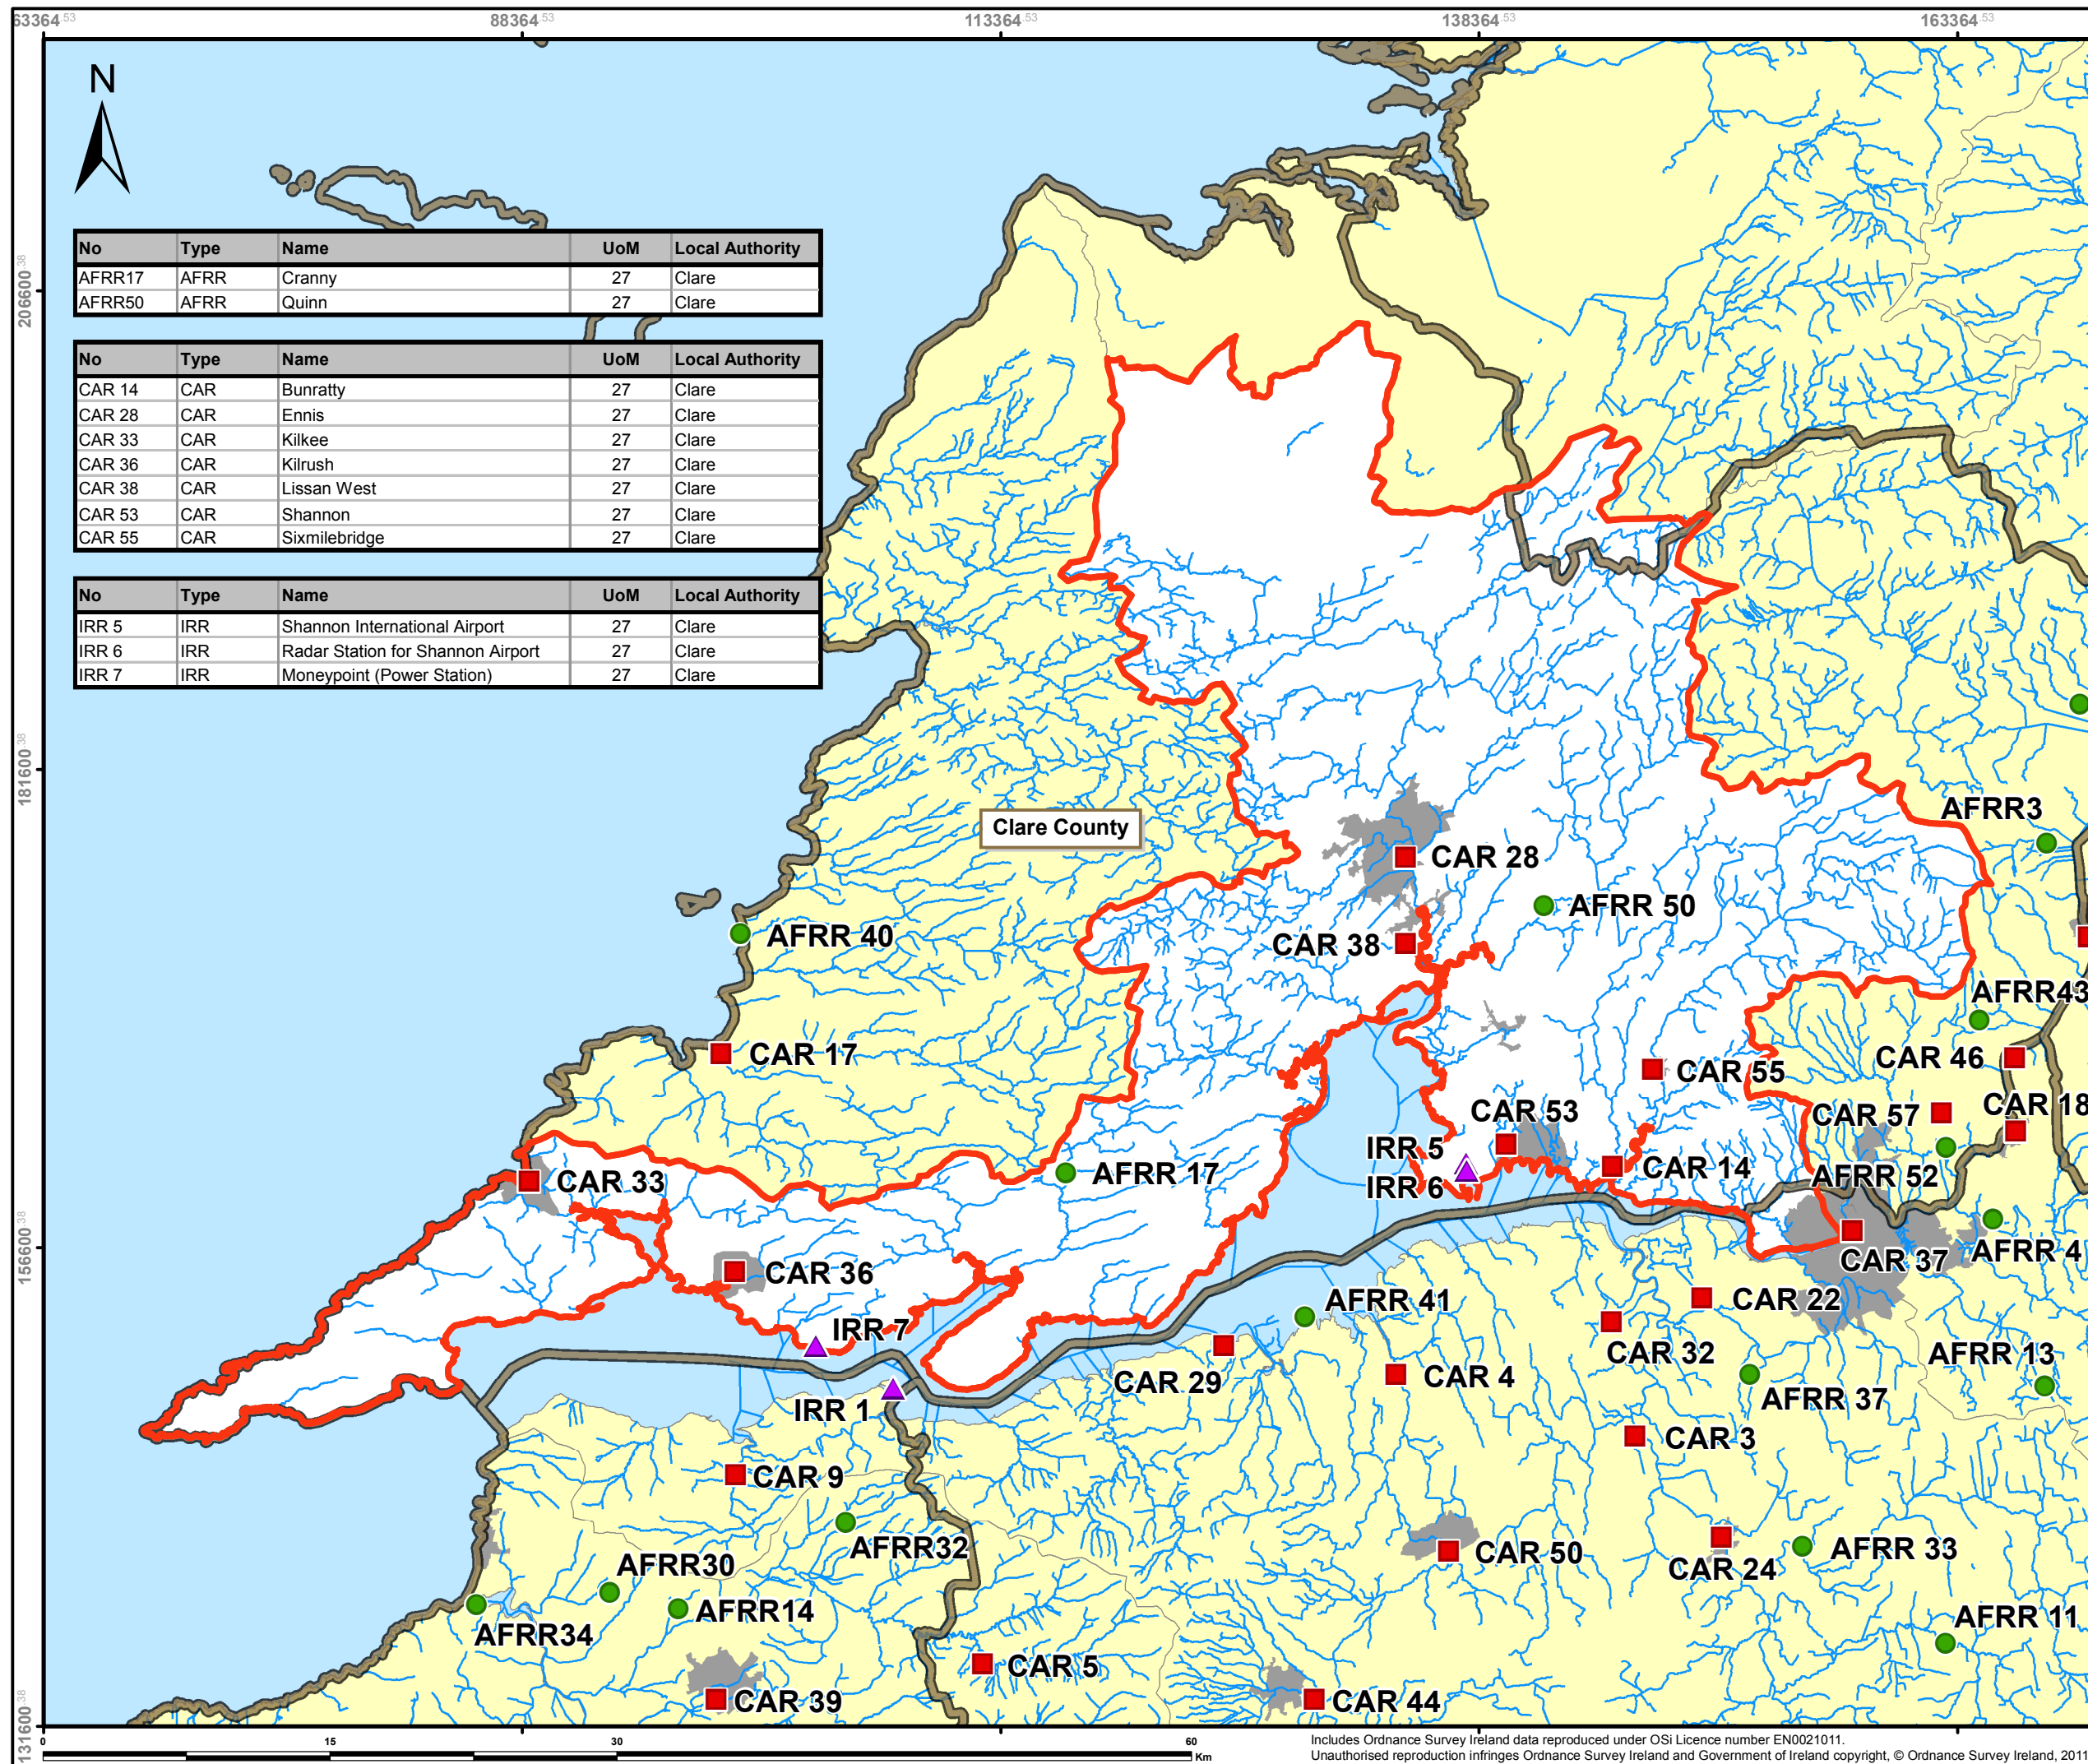 63364.53 88364.53 113364.53 138364.53 163364.53
N
No Type Name UoM Local Authority
AFRR17 AFRR Cranny 27 Clare
AFRR50 AFRR Quinn 27 Clare
No Type Name UoM Local Authority
CAR 14 CAR Bunratty 27 Clare
CAR 28 CAR Ennis 27 Clare
CAR 33 CAR Kilkee 27 Clare
CAR 36 CAR Kilrush 27 Clare
CAR 38 CAR Lissan West 27 Clare
CAR 53 CAR Shannon 27 Clare
CAR 55 CAR Sixmilebridge 27 Clare
No Type Name UoM Local Authority
IRR 5 IRR Shannon International Airport 27 Clare
IRR 6 IRR Radar Station for Shannon Airport 27 Clare
IRR 7 IRR Moneypoint (Power Station) 27 Clare
206600.38
181600.38
156600.38
131600.38
Clare County
AFRR3
CAR 28
AFRR 50
AFRR 40
CAR 38
AFRR43
CAR 17
CAR 46
CAR 55
CAR 53
CAR 57
CAR 18
IRR 5
AFRR 17
CAR 14
AFRR 52
CAR 33
IRR 6
AFRR 4
CAR 37
CAR 36
CAR 22
AFRR 41
IRR 7
CAR 32
AFRR 13
CAR 29
CAR 4
AFRR 37
IRR 1
CAR 3
CAR 9
AFRR32
CAR 50
AFRR 33
AFRR30
CAR 24
AFRR14
AFRR 11
AFRR34
CAR 5
CAR 39
CAR 44
0 15 30 60
Km
Includes Ordnance Survey Ireland data reproduced under OSi Licence number EN0021011.
Unauthorised reproduction infringes Ordnance Survey Ireland and Government of Ireland copyright, © Ordnance Survey Ireland, 2011